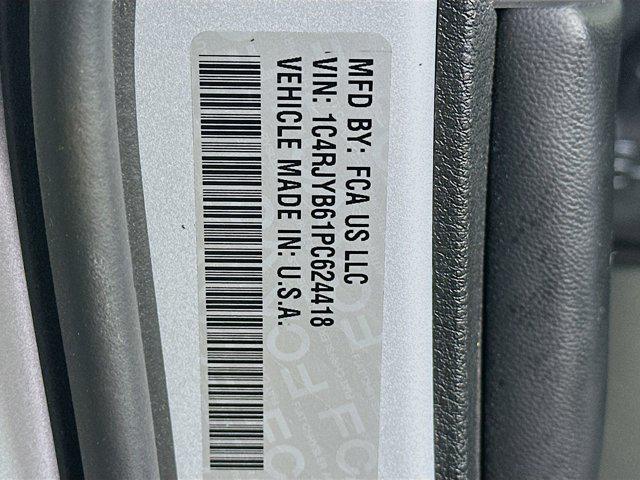 MFD BY: FCA US LLC
VIN: 1C4RJYB61PC624418
VEHICLE MADE IN: U.S.A.